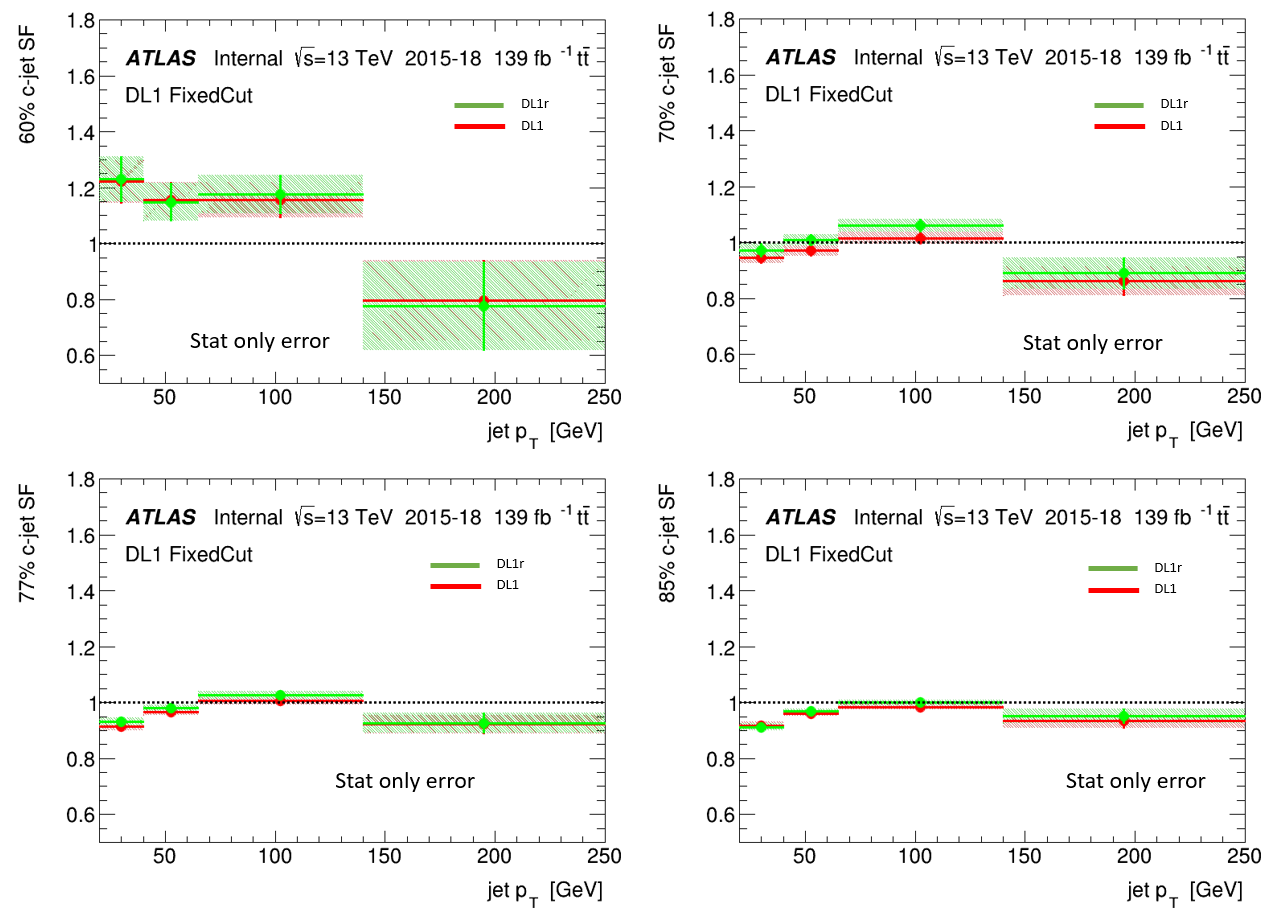 60% c-jet SF
1.8
1.6
1.4
1.2
1
0.8
0.6
ATLAS Internal √s=13 TeV 2015-18 139 fb ⁻¹ tt̄
DL1 FixedCut
DL1r
DL1
Stat only error
50 100 150 200 250
jet p_T [GeV]
70% c-jet SF
1.8
1.6
1.4
1.2
1
0.8
0.6
ATLAS Internal √s=13 TeV 2015-18 139 fb ⁻¹ tt̄
DL1 FixedCut
DL1r
DL1
Stat only error
50 100 150 200 250
jet p_T [GeV]
77% c-jet SF
1.8
1.6
1.4
1.2
1
0.8
0.6
ATLAS Internal √s=13 TeV 2015-18 139 fb ⁻¹ tt̄
DL1 FixedCut
DL1r
DL1
Stat only error
50 100 150 200 250
jet p_T [GeV]
85% c-jet SF
1.8
1.6
1.4
1.2
1
0.8
0.6
ATLAS Internal √s=13 TeV 2015-18 139 fb ⁻¹ tt̄
DL1 FixedCut
DL1r
DL1
Stat only error
50 100 150 200 250
jet p_T [GeV]